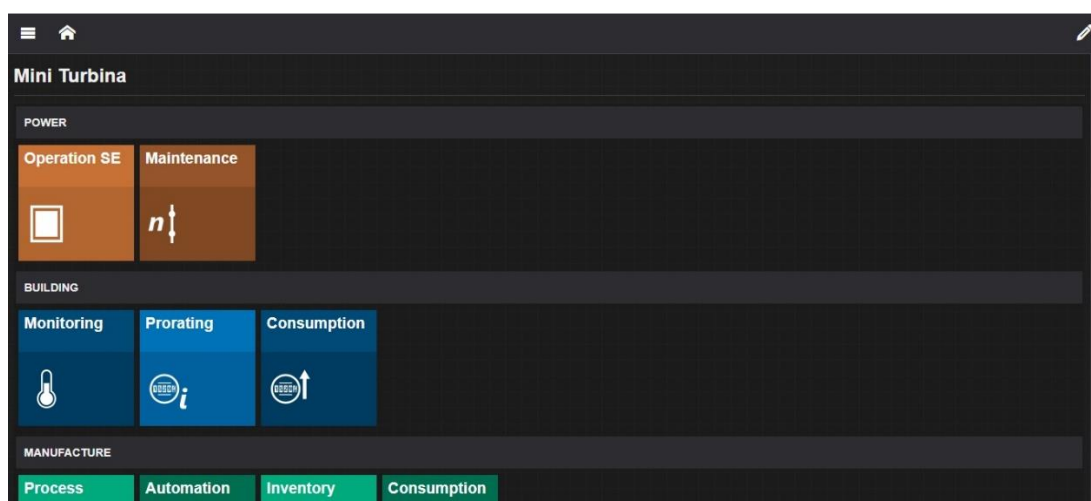 Mini Turbina
POWER
Operation SE Maintenance
n
BUILDING
Monitoring Prorating Consumption
i
MANUFACTURE
Process Automation Inventory Consumption